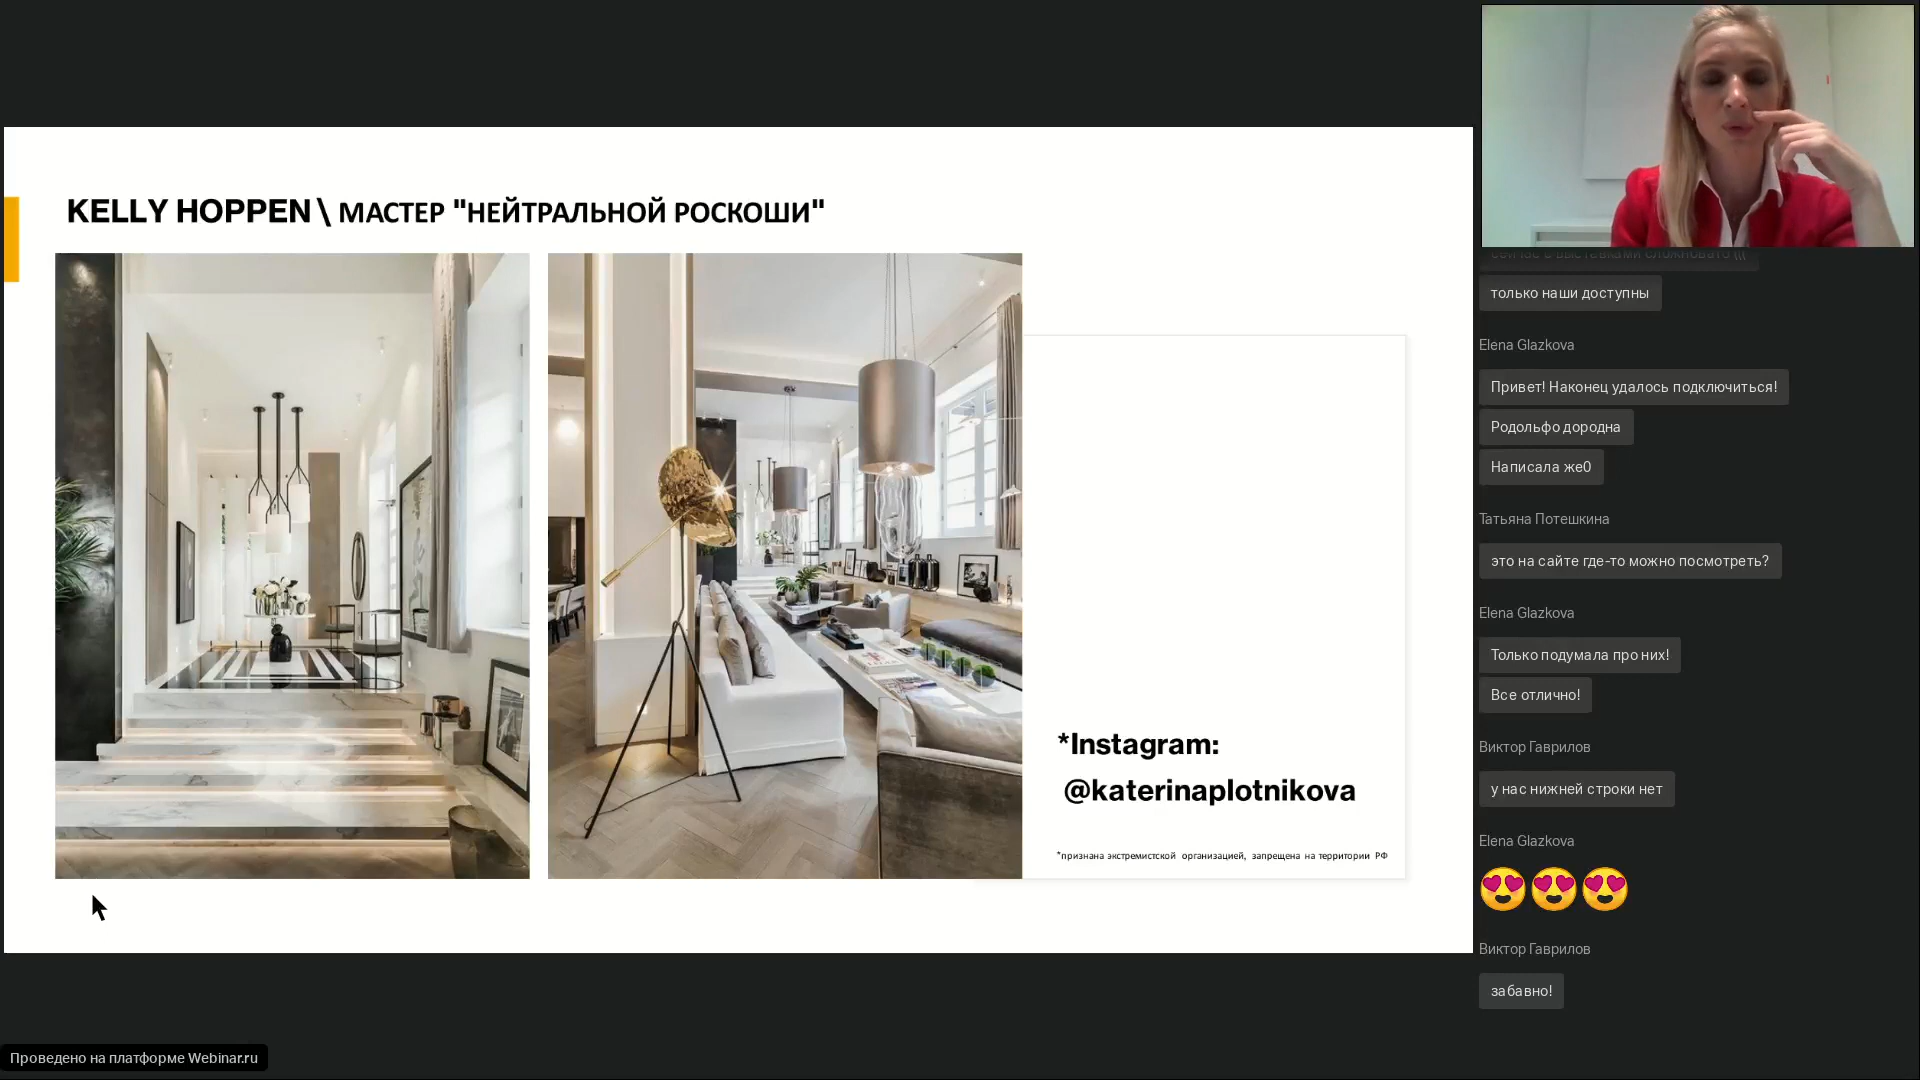 KELLY HOPPEN \ МАСТЕР "НЕЙТРАЛЬНОЙ РОСКОШИ"
*Instagram:
@katerinaplotnikova
*признана экстремистской организацией, запрещена на территории РФ
только наши доступны
Elena Glazkova
Привет! Наконец удалось подключиться!
Родольфо дородна
Написала же0
Татьяна Потешкина
это на сайте где-то можно посмотреть?
Elena Glazkova
Только подумала про них!
Все отлично!
Виктор Гаврилов
у нас нижней строки нет
Elena Glazkova
😍😍😍
Виктор Гаврилов
забавно!
Проведено на платформе Webinar.ru